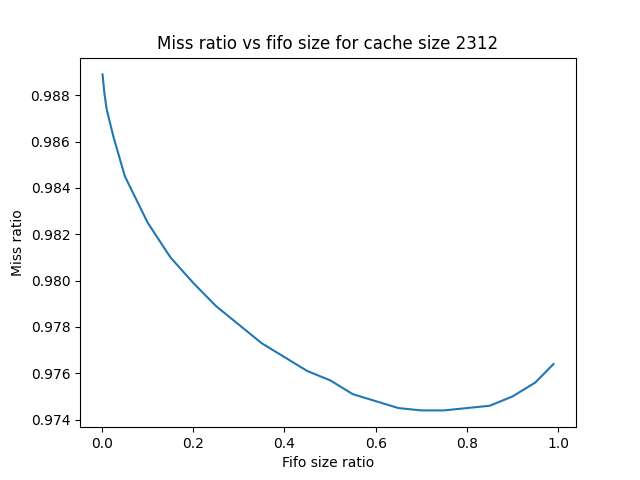 Miss ratio vs fifo size for cache size 2312
0.988
0.986
0.984
0.982
0.980
0.978
0.976
0.974
Miss ratio
0.0 0.2 0.4 0.6 0.8 1.0
Fifo size ratio